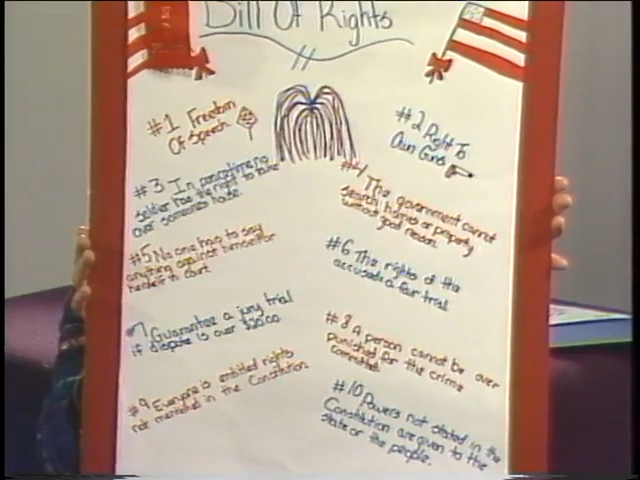 Bill Of Rights
#1 Freedom
Of Speech
#2 Right To
Own Guns
#3 In peacetime no
soldier has the right to take
over someones house.
#4 The government cannot
search homes or property
without good reason.
#5 No one has to say
anything against himself or
herself in court.
#6 The rights of the
accused a fair trial.
#7 Guarantee a jury trial
if dispute is over $20.00.
#8 A person cannot be over
punished for the crime
committed.
#9 Everyone is entitled rights
not mentioned in the Constitution
#10 Powers not stated in the
Constitution are given to the
state or the people.